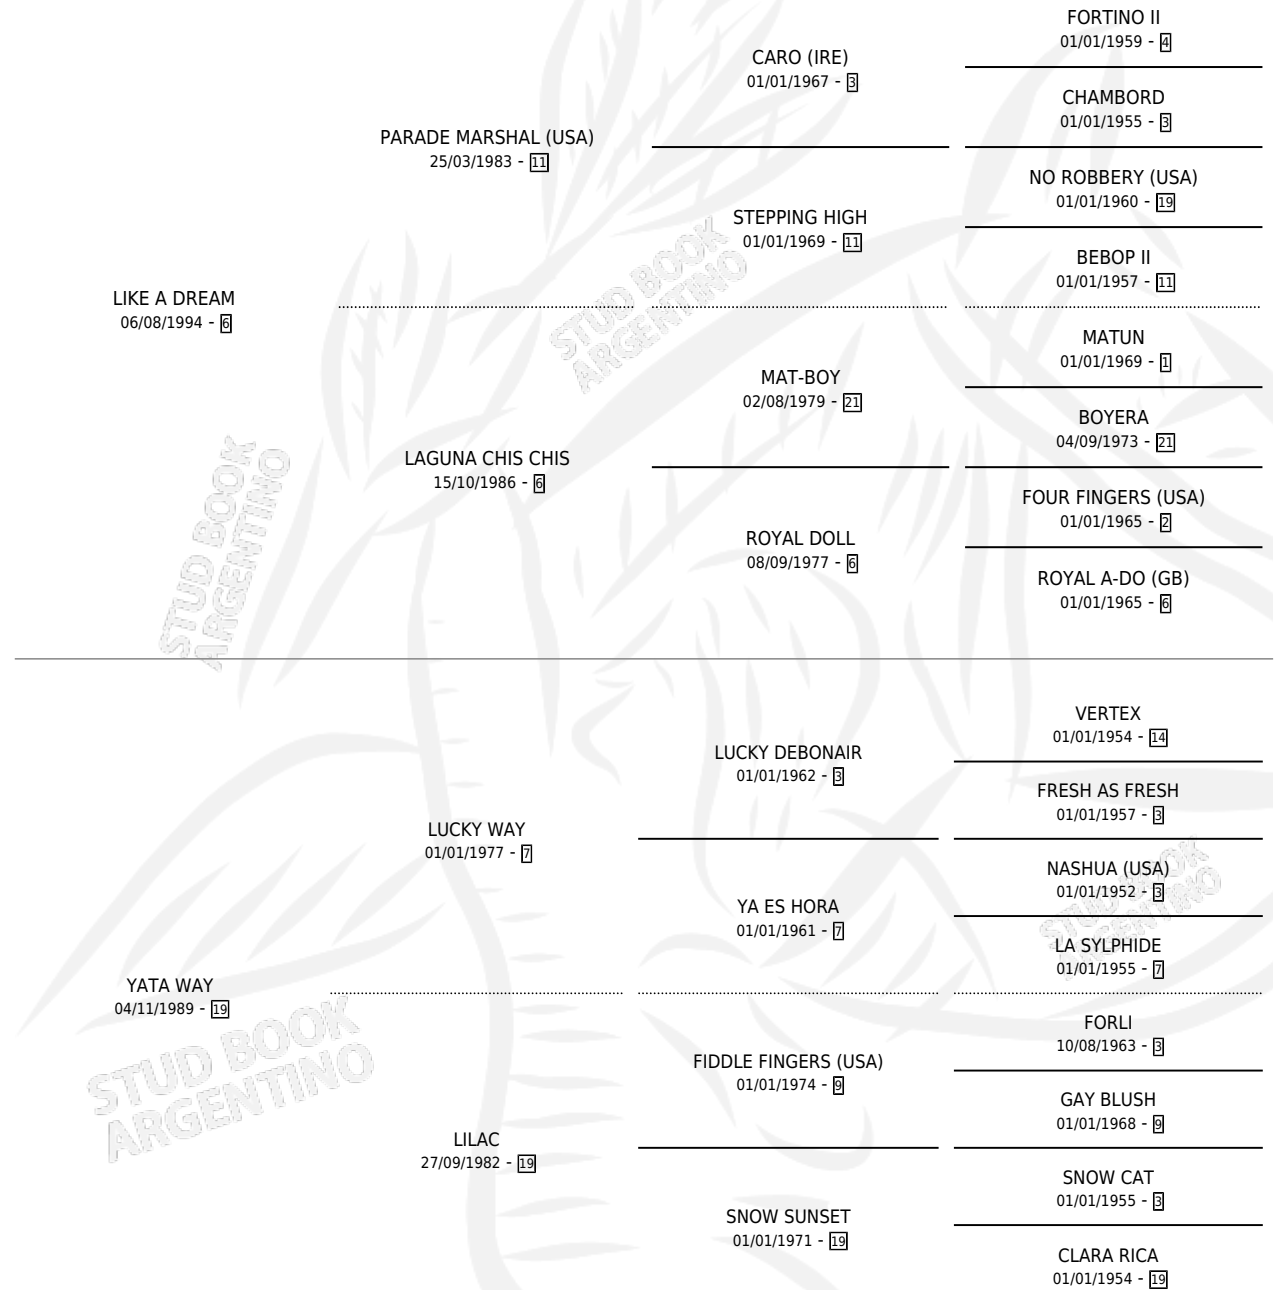 FORTINO II
01/01/1959 - 4
CARO (IRE)
01/01/1967 - 3
CHAMBORD
01/01/1955 - 3
PARADE MARSHAL (USA)
25/03/1983 - 11
NO ROBBERY (USA)
01/01/1960 - 19
STEPPING HIGH
01/01/1969 - 11
BEBOP II
01/01/1957 - 11
LIKE A DREAM
06/08/1994 - 6
MATUN
01/01/1969 - 1
MAT-BOY
02/08/1979 - 21
BOYERA
04/09/1973 - 21
LAGUNA CHIS CHIS
15/10/1986 - 6
FOUR FINGERS (USA)
01/01/1965 - 2
ROYAL DOLL
08/09/1977 - 6
ROYAL A-DO (GB)
01/01/1965 - 6
STUD BOOK
ARGENTINO
STUD BOOK
ARGENTINO
VERTEX
01/01/1954 - 14
LUCKY DEBONAIR
01/01/1962 - 3
FRESH AS FRESH
01/01/1957 - 3
LUCKY WAY
01/01/1977 - 7
NASHUA (USA)
01/01/1952 - 3
YA ES HORA
01/01/1961 - 7
LA SYLPHIDE
01/01/1955 - 7
YATA WAY
04/11/1989 - 19
FORLI
10/08/1963 - 3
FIDDLE FINGERS (USA)
01/01/1974 - 9
GAY BLUSH
01/01/1968 - 9
LILAC
27/09/1982 - 19
SNOW CAT
01/01/1955 - 3
SNOW SUNSET
01/01/1971 - 19
CLARA RICA
01/01/1954 - 19
STUD BOOK
ARGENTINO
STUD BOOK
ARGENTINO